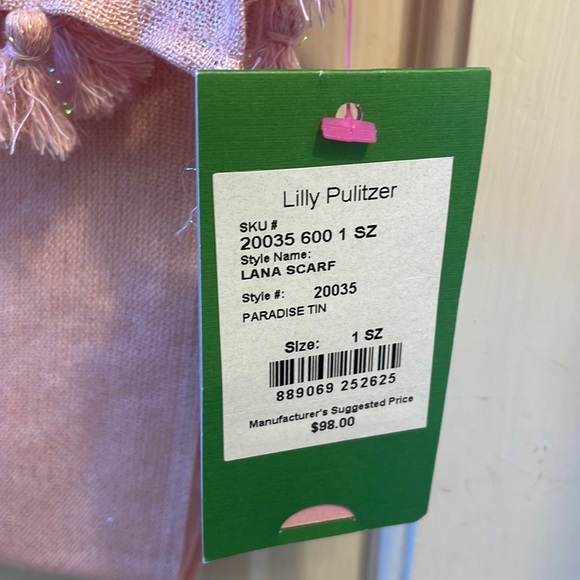 Lilly Pulitzer
SKU #
20035 600 1 SZ
Style Name:
LANA SCARF
Style #: 20035
PARADISE TIN
Size: 1 SZ
889069 252625
Manufacturer's Suggested Price
$98.00